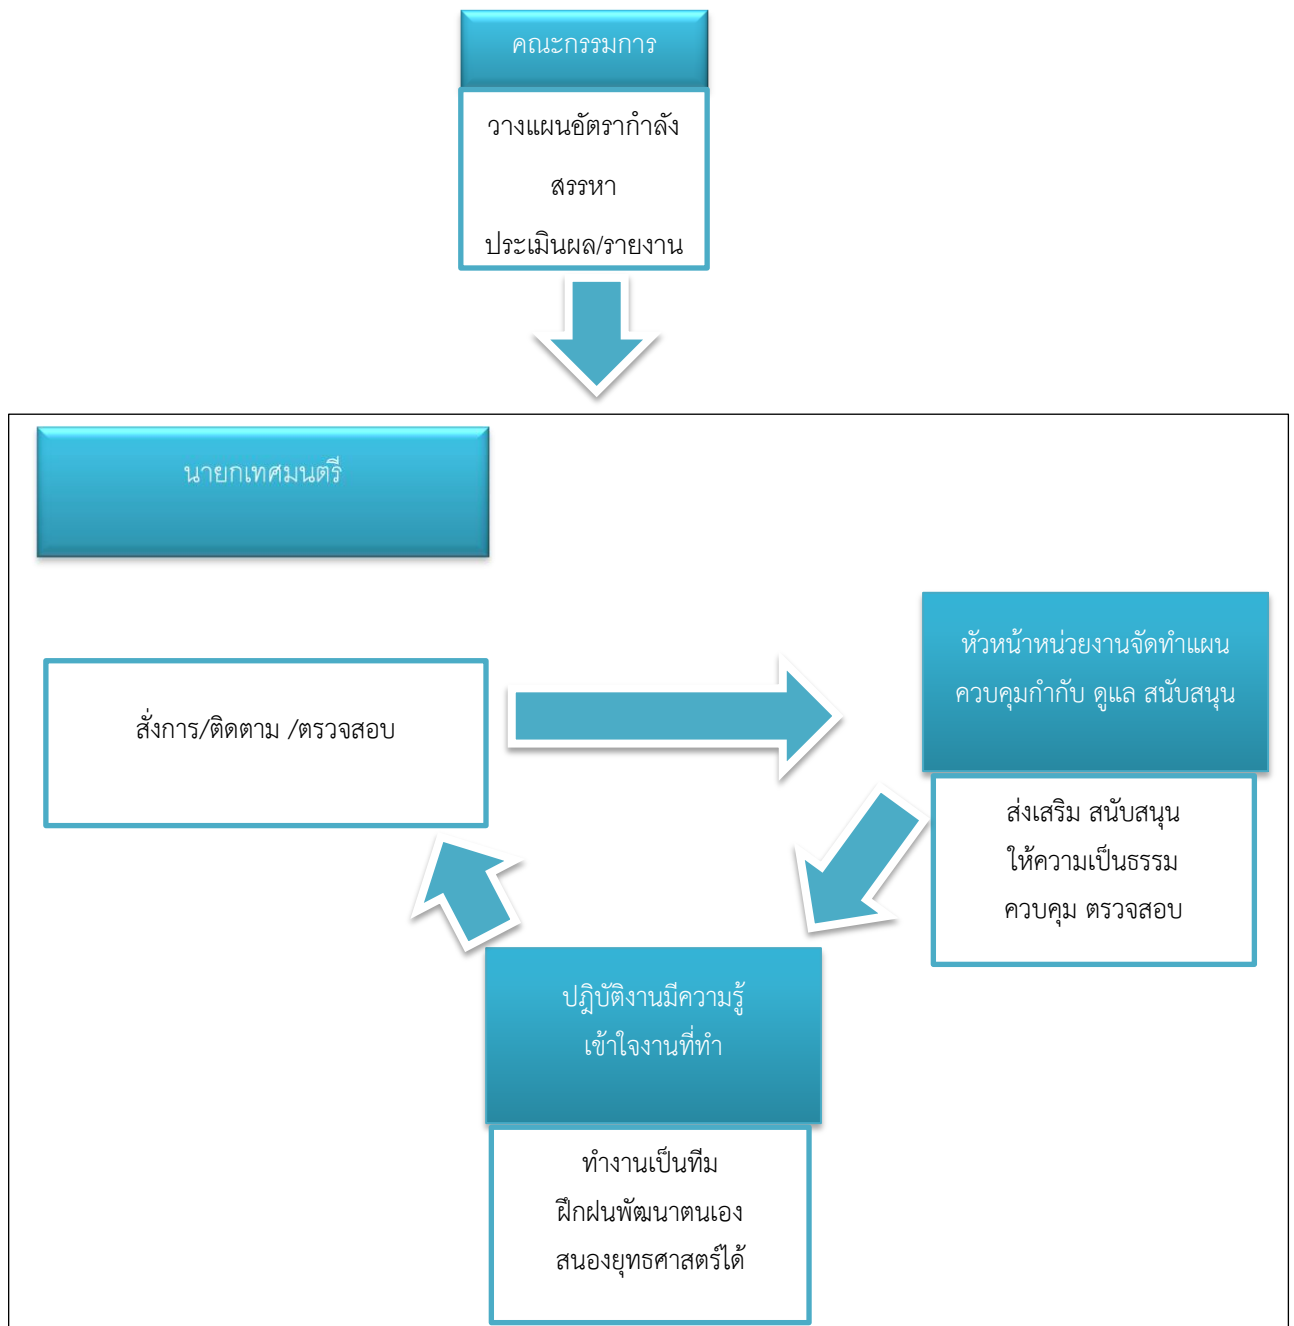 คณะกรรมการ
วางแผนอัตรากำลัง
สรรหา
ประเมินผล/รายงาน
นายกเทศมนตรี
สั่งการ/ติดตาม /ตรวจสอบ
หัวหน้าหน่วยงานจัดทำแผน
ควบคุมกำกับ ดูแล สนับสนุน
ส่งเสริม สนับสนุน
ให้ความเป็นธรรม
ควบคุม ตรวจสอบ
ปฎิบัติงานมีความรู้
เข้าใจงานที่ทำ
ทำงานเป็นทีม
ฝึกฝนพัฒนาตนเอง
สนองยุทธศาสตร์ได้